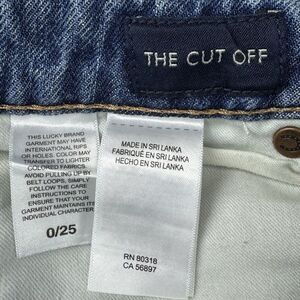 THE CUT OFF
THIS LUCKY BRAND
GARMENT MAY HAVE
INTERNATIONAL RIPS
OR HOLES. COLOR MAY
TRANSFER TO LIGHTER
COLORED FABRICS.
AVOID PULLING UP BY
BELT LOOPS, SIMPLY
FOLLOW THE CARE
INSTRUCTIONS TO
ENSURE THAT YOUR
GARMENT MAINTAINS ITS
INDIVIDUAL CHARACTER.
0/25
MADE IN SRI LANKA
FABRIQUÉ EN SRI LANKA
HECHO EN SRI LANKA
RN 80318
CA 56897